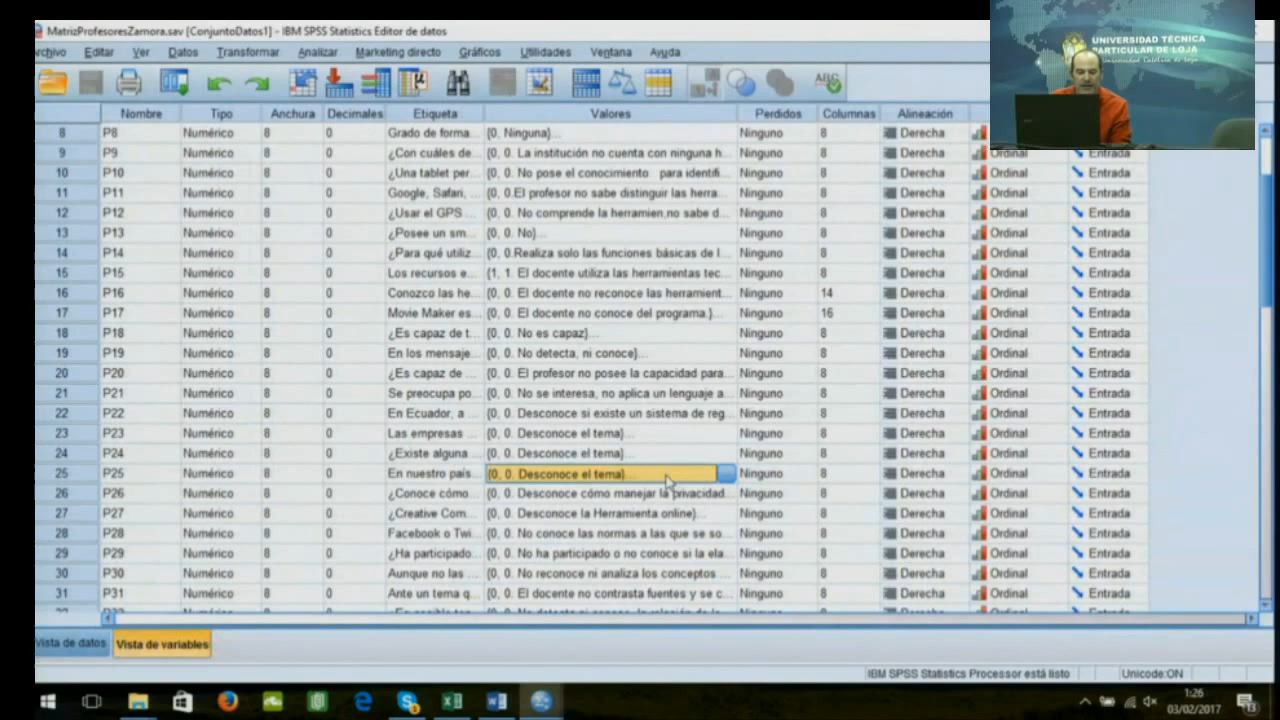 MatrizProfesoresZamora.sav [ConjuntoDatos1] - IBM SPSS Statistics Editor de datos
rchivo Editar Ver Datos Transformar Analizar Marketing directo Gráficos Utilidades Ventana Ayuda
UNIVERSIDAD TÉCNICA
PARTICULAR DE LOJA
Universidad Católica de Loja
ABC
Nombre Tipo Anchura Decimales Etiqueta Valores Perdidos Columnas Alineación
8 P8 Numérico 8 0 Grado de forma... {0, Ninguna}... Ninguno 8 Derecha
9 P9 Numérico 8 0 ¿Con cuáles de... {0, 0. La institución no cuenta con ninguna h... Ninguno 8 Derecha Ordinal Entrada
10 P10 Numérico 8 0 ¿Una tablet per... {0, 0. No pose el conocimiento para identifi... Ninguno 8 Derecha Ordinal Entrada
11 P11 Numérico 8 0 Google, Safari, ... {0, 0.El profesor no sabe distinguir las herra... Ninguno 8 Derecha Ordinal Entrada
12 P12 Numérico 8 0 ¿Usar el GPS ... {0, 0. No comprende la herramien,no sabe d... Ninguno 8 Derecha Ordinal Entrada
13 P13 Numérico 8 0 ¿Posee un sm... {0, 0. No}... Ninguno 8 Derecha Ordinal Entrada
14 P14 Numérico 8 0 ¿Para qué utiliz... {0, 0.Realiza solo las funciones básicas de l... Ninguno 8 Derecha Ordinal Entrada
15 P15 Numérico 8 0 Los recursos e... {1, 1. El docente utiliza las herramientas tec... Ninguno 8 Derecha Ordinal Entrada
16 P16 Numérico 8 0 Conozco las he... {0, 0. El docente no reconoce las herramient... Ninguno 14 Derecha Ordinal Entrada
17 P17 Numérico 8 0 Movie Maker es... {0, 0. El docente no conoce del programa.}... Ninguno 16 Derecha Ordinal Entrada
18 P18 Numérico 8 0 ¿Es capaz de t... {0, 0. No es capaz}... Ninguno 8 Derecha Ordinal Entrada
19 P19 Numérico 8 0 En los mensaje... {0, 0. No detecta, ni conoce}... Ninguno 8 Derecha Ordinal Entrada
20 P20 Numérico 8 0 ¿Es capaz de ... {0, 0. El profesor no posee la capacidad para... Ninguno 8 Derecha Ordinal Entrada
21 P21 Numérico 8 0 Se preocupa po... {0, 0. No se interesa, no aplica un lenguaje a... Ninguno 8 Derecha Ordinal Entrada
22 P22 Numérico 8 0 En Ecuador, a ... {0, 0. Desconoce si existe un sistema de reg... Ninguno 8 Derecha Ordinal Entrada
23 P23 Numérico 8 0 Las empresas ... {0, 0. Desconoce el tema}... Ninguno 8 Derecha Ordinal Entrada
24 P24 Numérico 8 0 ¿Existe alguna ... {0, 0. Desconoce el tema}... Ninguno 8 Derecha Ordinal Entrada
25 P25 Numérico 8 0 En nuestro país... {0, 0. Desconoce el tema}... Ninguno 8 Derecha Ordinal Entrada
26 P26 Numérico 8 0 ¿Conoce cómo... {0, 0. Desconoce cómo manejar la privacidad... Ninguno 8 Derecha Ordinal Entrada
27 P27 Numérico 8 0 ¿Creative Com... {0, 0. Desconoce la Herramienta online}... Ninguno 8 Derecha Ordinal Entrada
28 P28 Numérico 8 0 Facebook o Twi... {0, 0. No conoce las normas a las que se so... Ninguno 8 Derecha Ordinal Entrada
29 P29 Numérico 8 0 ¿Ha participado... {0, 0. No ha participado o no conoce si la ela... Ninguno 8 Derecha Ordinal Entrada
30 P30 Numérico 8 0 Aunque no las ... {0, 0. No reconoce ni analiza los conceptos ... Ninguno 8 Derecha Ordinal Entrada
31 P31 Numérico 8 0 Ante un tema q... {0, 0. El docente no contrasta fuentes y se c... Ninguno 8 Derecha Ordinal Entrada
Vista de datos Vista de variables
IBM SPSS Statistics Processor está listo Unicode:ON
1:26
03/02/2017
13